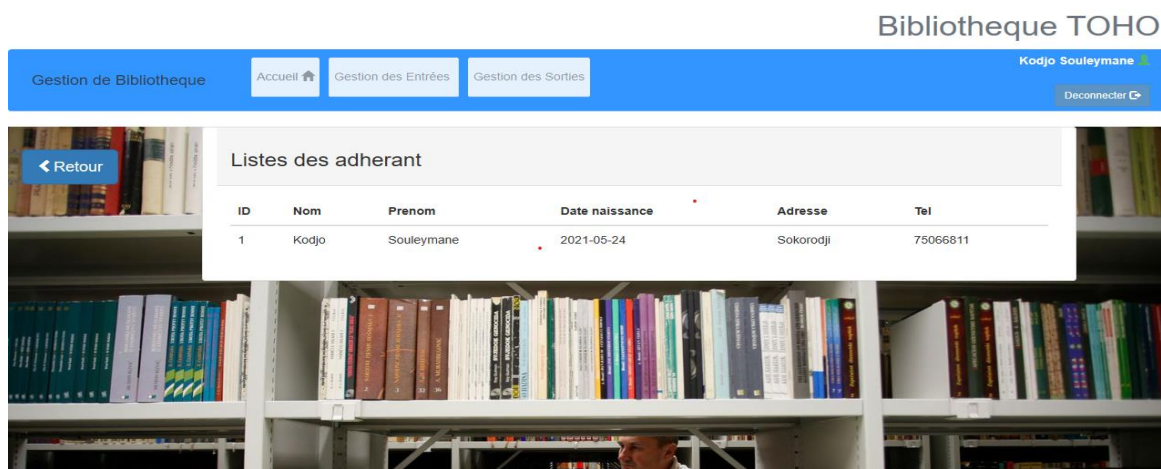 Bibliotheque TOHO
Kodjo Souleymane
Gestion de Bibliotheque
Accueil
Gestion des Entrées
Gestion des Sorties
Deconnecter
Retour
Listes des adherant
ID Nom Prenom Date naissance Adresse Tel
1 Kodjo Souleymane 2021-05-24 Sokorodji 75066811